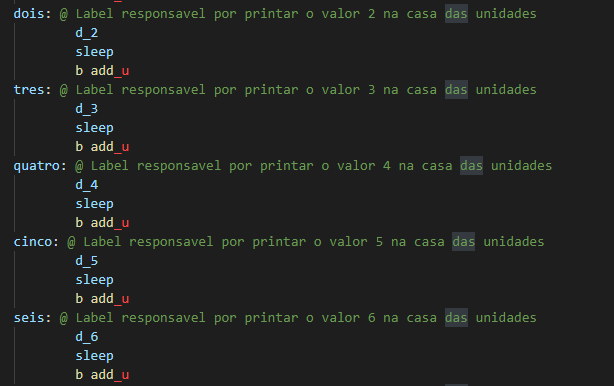 dois: @ Label responsavel por printar o valor 2 na casa das unidades
d_2
sleep
b add_u
tres: @ Label responsavel por printar o valor 3 na casa das unidades
d_3
sleep
b add_u
quatro: @ Label responsavel por printar o valor 4 na casa das unidades
d_4
sleep
b add_u
cinco: @ Label responsavel por printar o valor 5 na casa das unidades
d_5
sleep
b add_u
seis: @ Label responsavel por printar o valor 6 na casa das unidades
d_6
sleep
b add_u